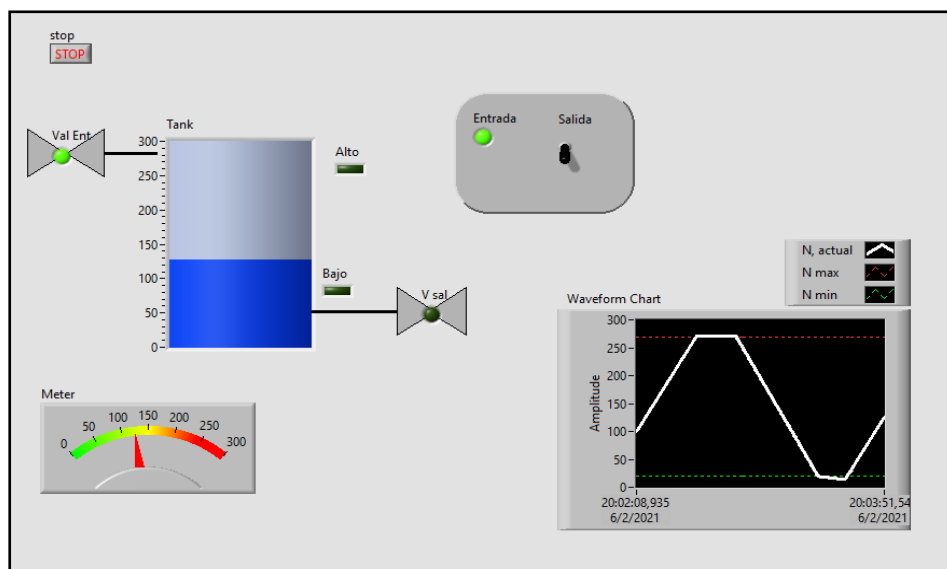 stop
STOP
Val Ent
Tank
300
250
200
150
100
50
0
Alto
Bajo
V sal
Entrada
Salida
N, actual
N max
N min
Waveform Chart
Amplitude
300
250
200
150
100
50
0
20:02:08,935
6/2/2021
20:03:51,54
6/2/2021
Meter
0
50
100
150
200
250
300